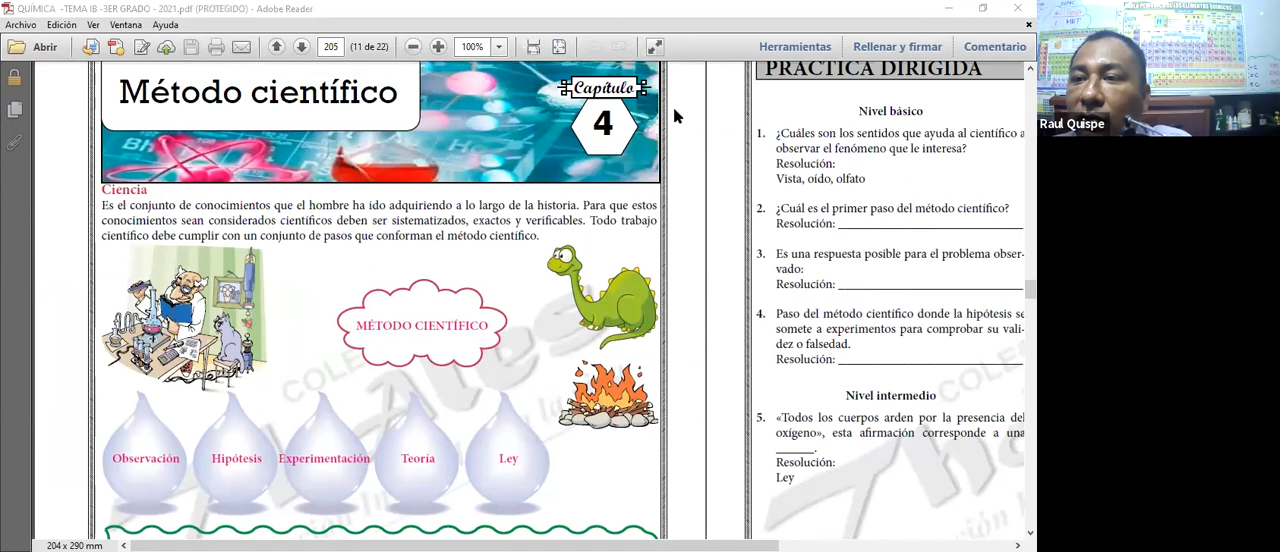 QUÍMICA -TEMA IB -3ER GRADO - 2021.pdf (PROTEGIDO) - Adobe Reader
Archivo Edición Ver Ventana Ayuda
Abrir 205 (11 de 22) 100% Herramientas Rellenar y firmar Comentario
Método científico
Capítulo
4
Ciencia
Es el conjunto de conocimientos que el hombre ha ido adquiriendo a lo largo de la historia. Para que estos
conocimientos sean considerados científicos deben ser sistematizados, exactos y verificables. Todo trabajo
científico debe cumplir con un conjunto de pasos que conforman el método científico.
MÉTODO CIENTÍFICO
Observación Hipótesis Experimentación Teoría Ley
PRACTICA DIRIGIDA
Nivel básico
1. ¿Cuáles son los sentidos que ayuda al científico a
observar el fenómeno que le interesa?
Resolución:
Vista, oído, olfato
2. ¿Cuál es el primer paso del método científico?
Resolución:
3. Es una respuesta posible para el problema obser-
vado:
Resolución:
4. Paso del método científico donde la hipótesis se
somete a experimentos para comprobar su vali-
dez o falsedad.
Resolución:
Nivel intermedio
5. «Todos los cuerpos arden por la presencia del
oxígeno», esta afirmación corresponde a una
______.
Resolución:
Ley
204 x 290 mm
Raul Quispe